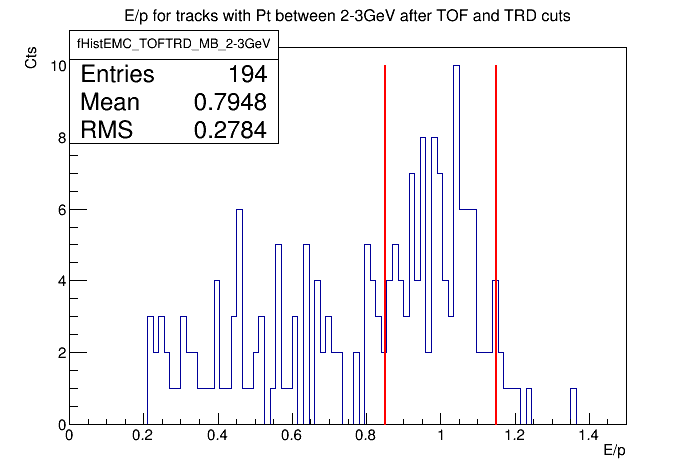 E/p for tracks with Pt between 2-3GeV after TOF and TRD cuts
fHistEMC_TOFTRD_MB_2-3GeV
Entries 194
Mean 0.7948
RMS 0.2784
Cts
10
8
6
4
2
0
0 0.2 0.4 0.6 0.8 1 1.2 1.4
E/p